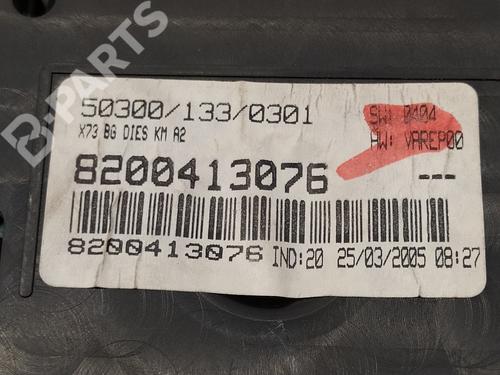 B-PARTS
50300/133/0301
X73 BG DIES KM A2
SW: 0404
HW: VAREP00
8200413076 ---
8200413076 IND:20 25/03/2005 08:27